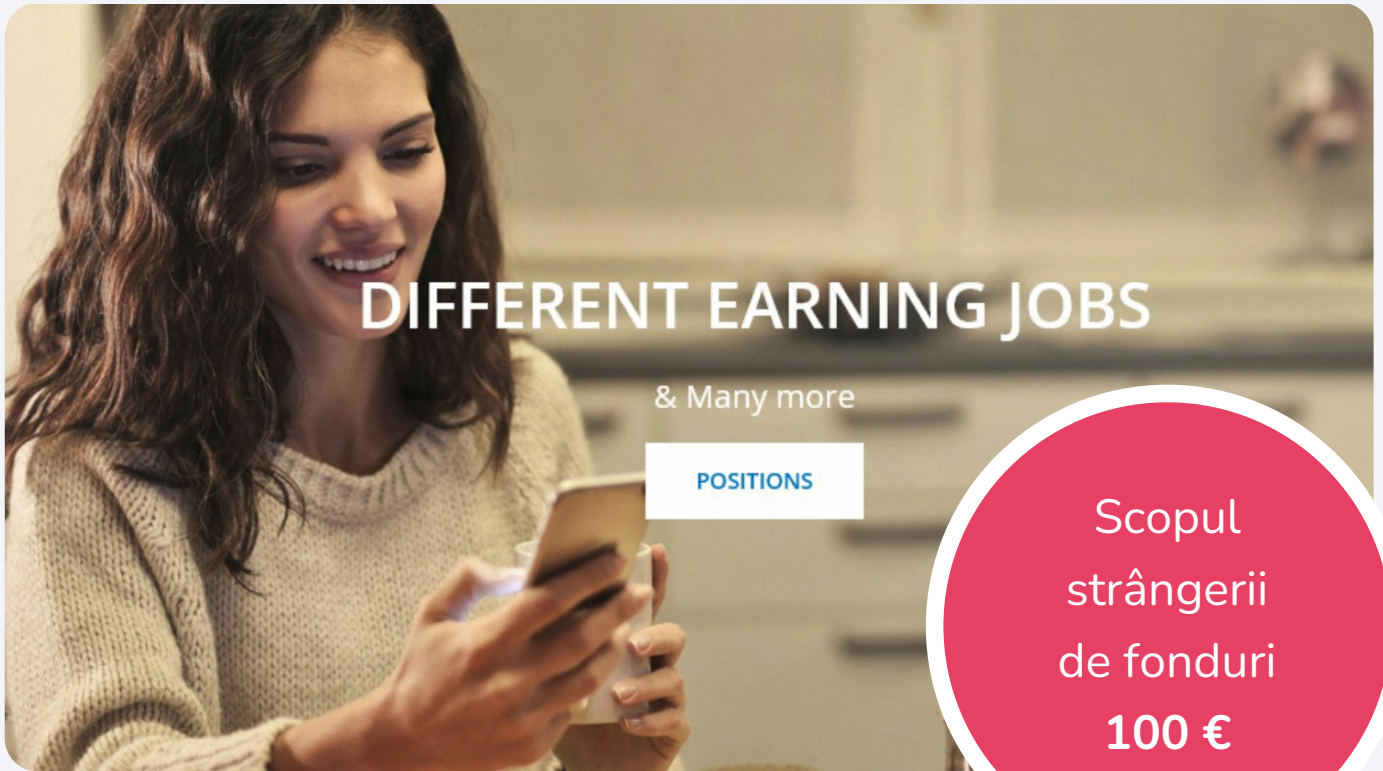 DIFFERENT EARNING JOBS
& Many more
POSITIONS
Scopul
strângerii
de fonduri
100 €